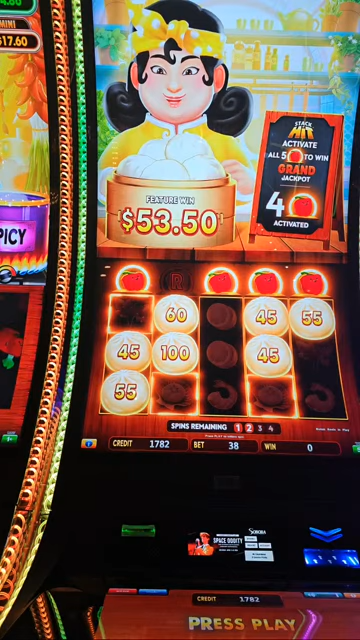 MINI
$17.60
STACK
HIT
ACTIVATE
ALL 5 TO WIN
GRAND
JACKPOT
4
ACTIVATED
FEATURE WIN
$53.50
PICY
R
60
45
55
45
100
45
55
SPINS REMAINING 1 2 3 4
CREDIT 1782 BET 38 WIN 0
SPACE ODDITY
CREDIT 1782
PRESS PLAY